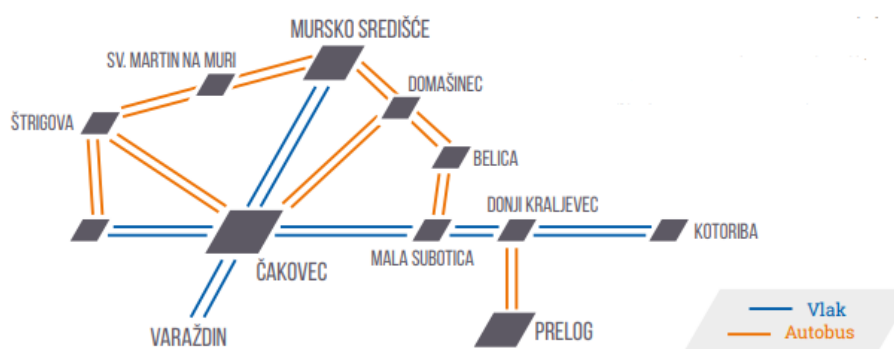 MURSKO SREDIŠĆE
SV. MARTIN NA MURI
DOMAŠINEC
ŠTRIGOVA
BELICA
DONJI KRALJEVEC
KOTORIBA
MALA SUBOTICA
ČAKOVEC
VARAŽDIN
PRELOG
Vlak
Autobus